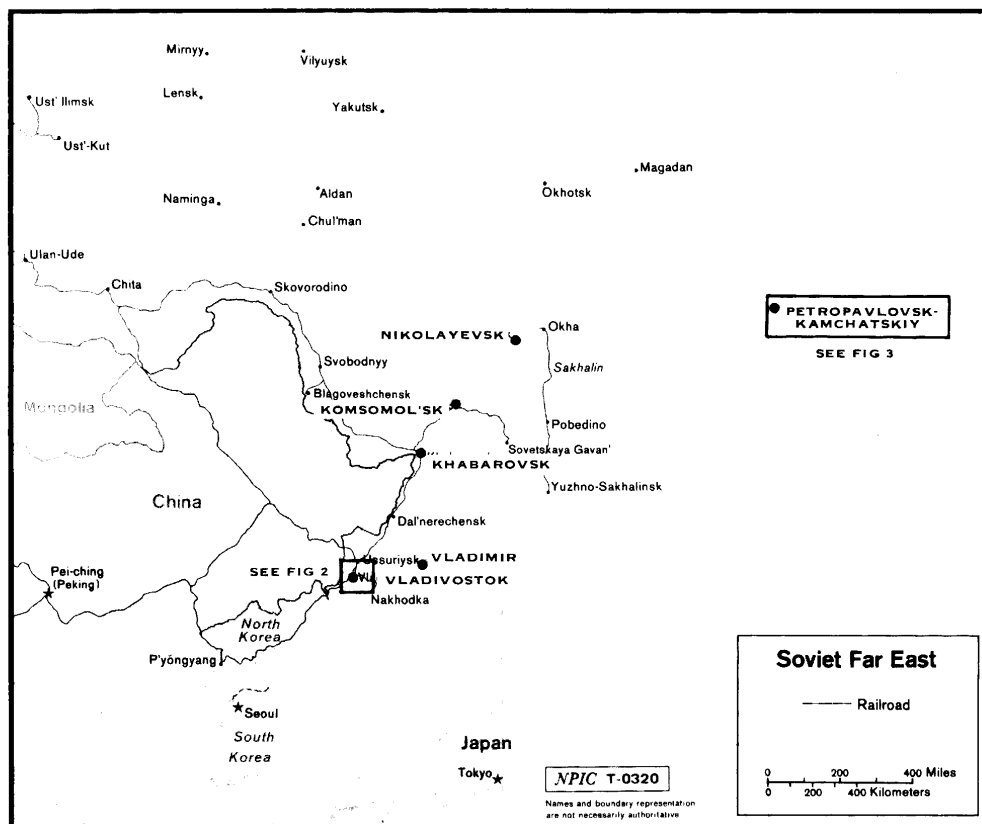 Mirnyy
Vilyuysk
Lensk
Ust' Ilimsk
Yakutsk
Ust'-Kut
Magadan
Aldan
Okhotsk
Naminga
Chul'man
Ulan-Ude
Chita
Skovorodino
PETROPAVLOVSK-
KAMCHATSKIY
NIKOLAYEVSK
Okha
SEE FIG 3
Svobodnyy
Sakhalin
Blagoveshchensk
Mongolia
KOMSOMOL'SK
Pobedino
Sovetskaya Gavan'
KHABAROVSK
Yuzhno-Sakhalinsk
China
Dal'nerechensk
Ussuriysk
VLADIMIR
SEE FIG 2
Pei-ching
(Peking)
VLADIVOSTOK
Nakhodka
North
Korea
P'yŏngyang
Soviet Far East
Railroad
Seoul
South
Korea
Japan
Tokyo
NPIC T-0320
0 200 400 Miles
0 200 400 Kilometers
Names and boundary representation
are not necessarily authoritative